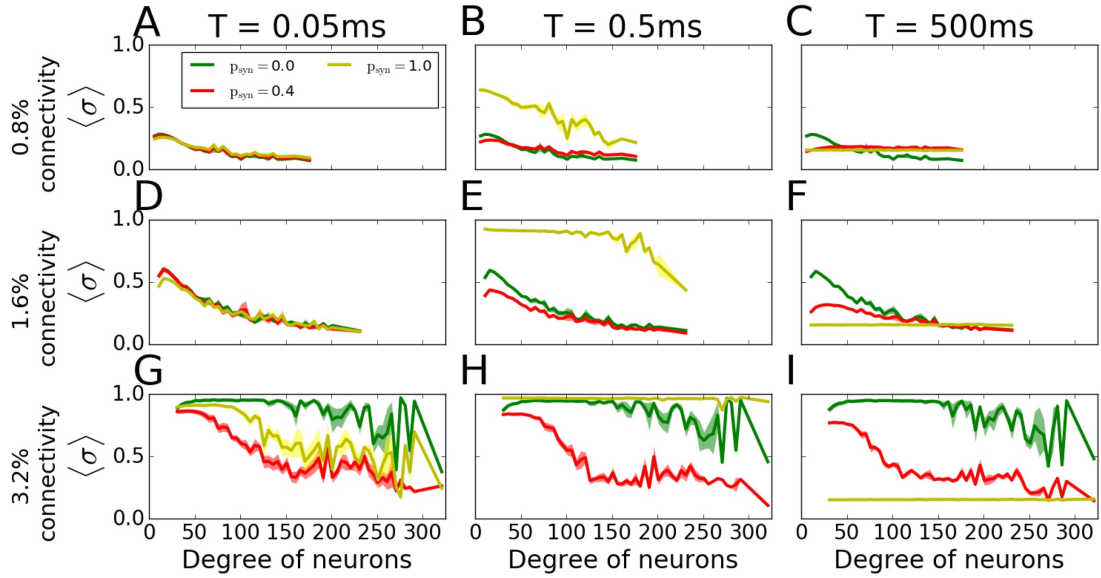 A T = 0.05ms B T = 0.5ms C T = 500ms
0.8% connectivity ⟨σ⟩ 1.0 0.5 0.0
p_syn = 0.0 p_syn = 1.0
p_syn = 0.4
D E F
1.6% connectivity ⟨σ⟩ 1.0 0.5 0.0
G H I
3.2% connectivity ⟨σ⟩ 1.0 0.5 0.0
0 50 100 150 200 250 300 0 50 100 150 200 250 300 0 50 100 150 200 250 300
Degree of neurons Degree of neurons Degree of neurons